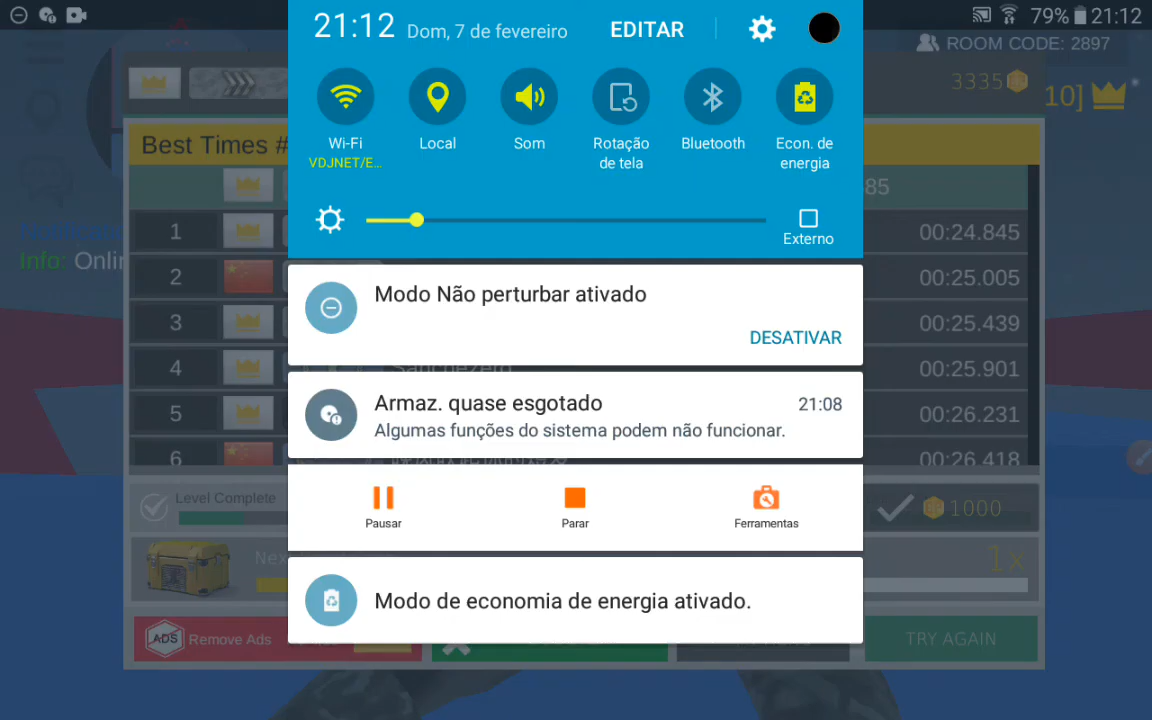 79% 21:12
21:12 Dom, 7 de fevereiro EDITAR
ROOM CODE: 2897
3335
10]
Wi-Fi
VDJNET/E...
Local
Som
Rotação
de tela
Bluetooth
Econ. de
energia
Externo
Best Times #
85
1 00:24.845
2 00:25.005
3 00:25.439
4 00:25.901
5 00:26.231
6 00:26.418
Info: Onlin
Modo Não perturbar ativado
DESATIVAR
Armaz. quase esgotado 21:08
Algumas funções do sistema podem não funcionar.
Level Complete
1000
Pausar
Parar
Ferramentas
Nex
1x
Modo de economia de energia ativado.
ADS Remove Ads
TRY AGAIN